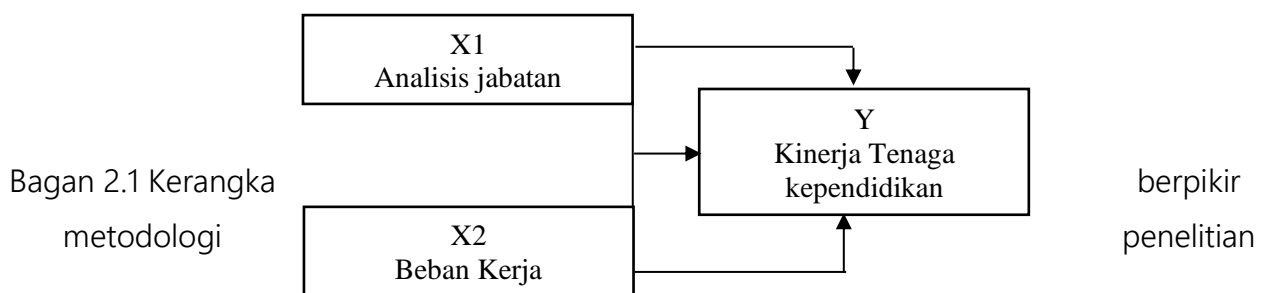 X1
Analisis jabatan
Y
Kinerja Tenaga
kependidikan
Bagan 2.1 Kerangka berpikir
metodologi penelitian
X2
Beban Kerja